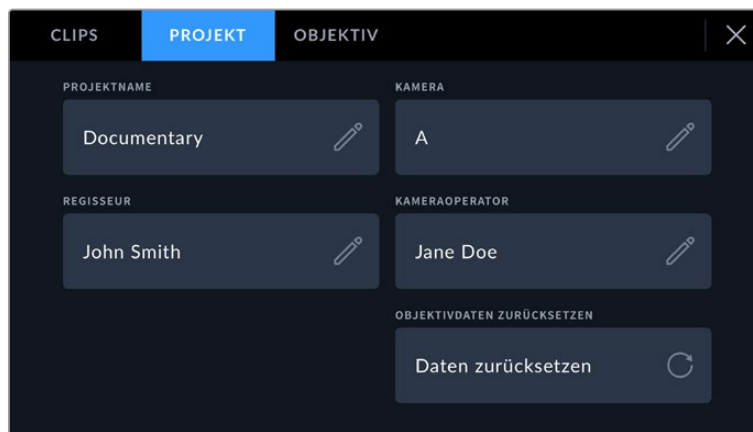 CLIPS PROJEKT OBJEKTIV
PROJEKTNAME KAMERA
Documentary A
REGISSEUR KAMERAOPERATOR
John Smith Jane Doe
OBJEKTIVDATEN ZURÜCKSETZEN
Daten zurücksetzen